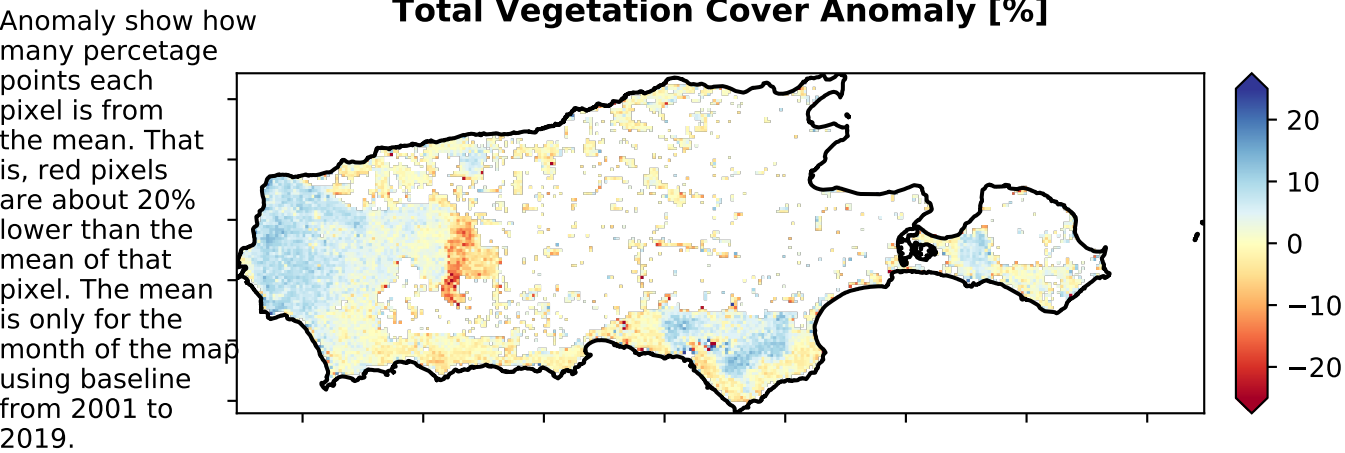 Total Vegetation Cover Anomaly [%]
Anomaly show how
many percetage
points each
pixel is from
the mean. That
is, red pixels
are about 20%
lower than the
mean of that
pixel. The mean
is only for the
month of the map
using baseline
from 2001 to
2019.
20
10
0
−10
−20